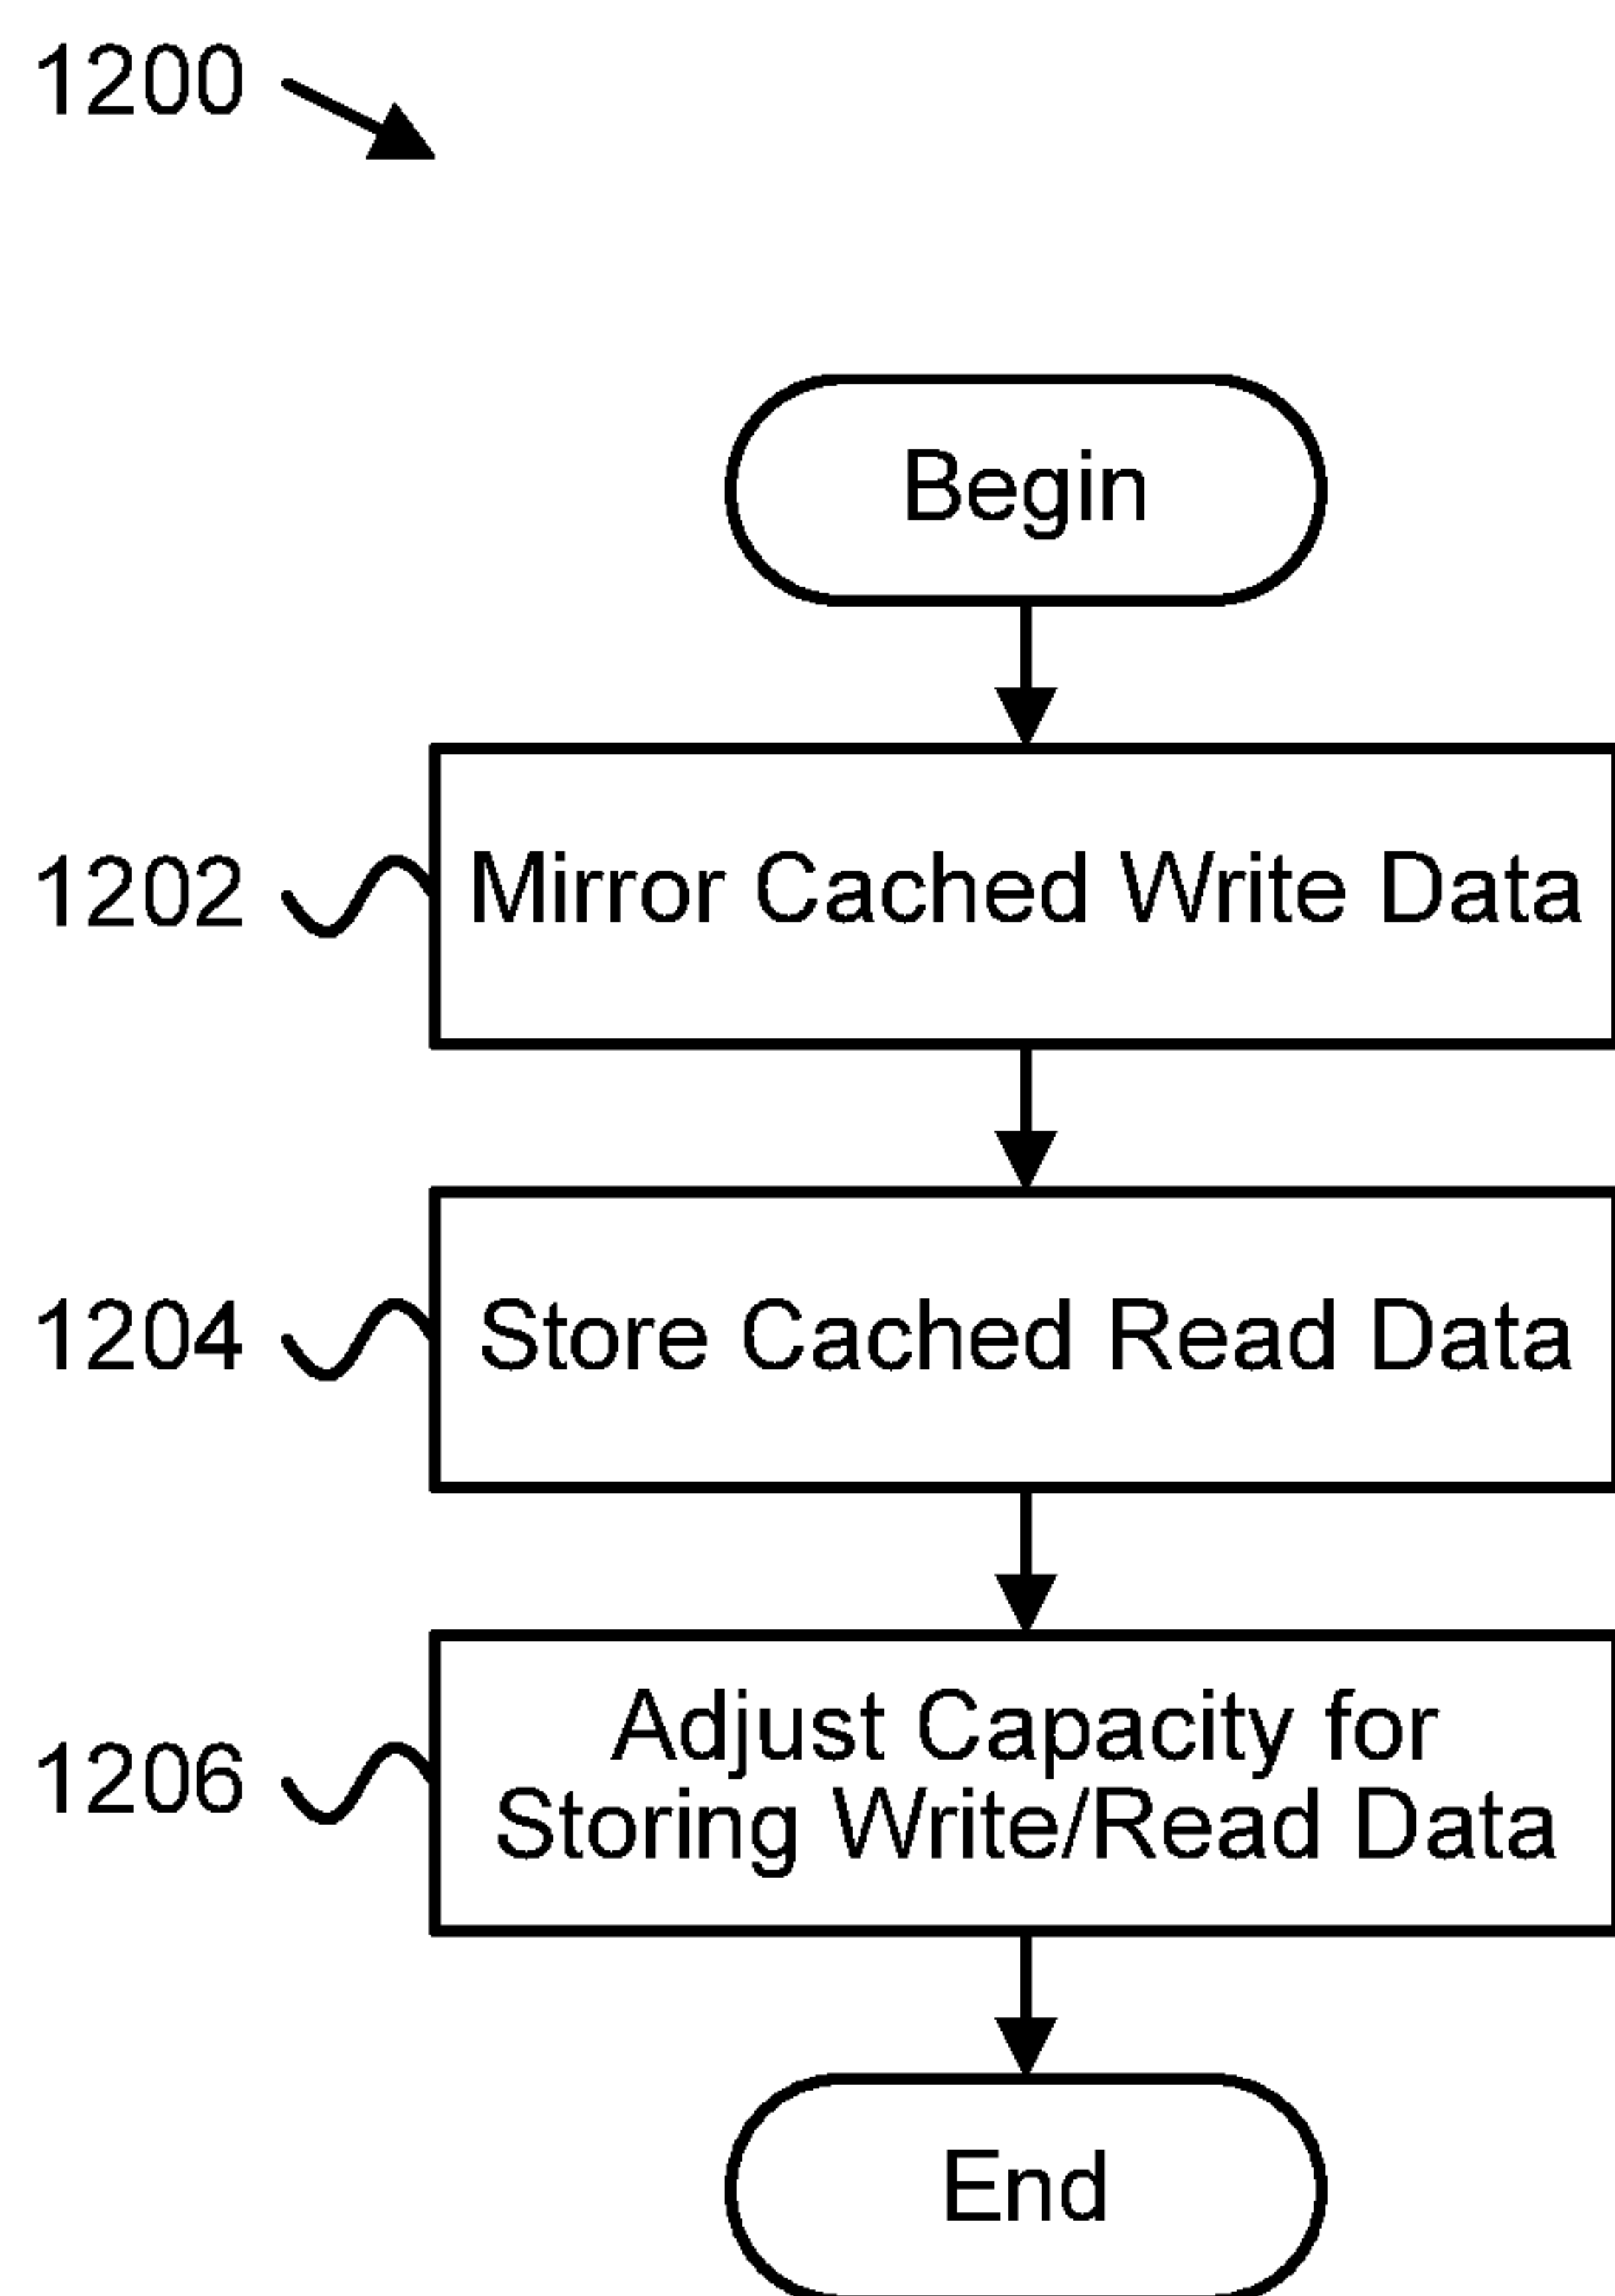 1200
Begin
1202
Mirror Cached Write Data
1204
Store Cached Read Data
1206
Adjust Capacity for
Storing Write/Read Data
End